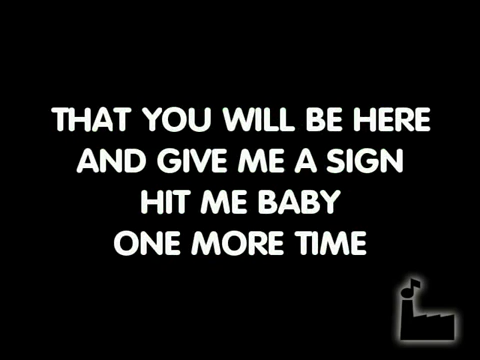 THAT YOU WILL BE HERE
AND GIVE ME A SIGN
HIT ME BABY
ONE MORE TIME